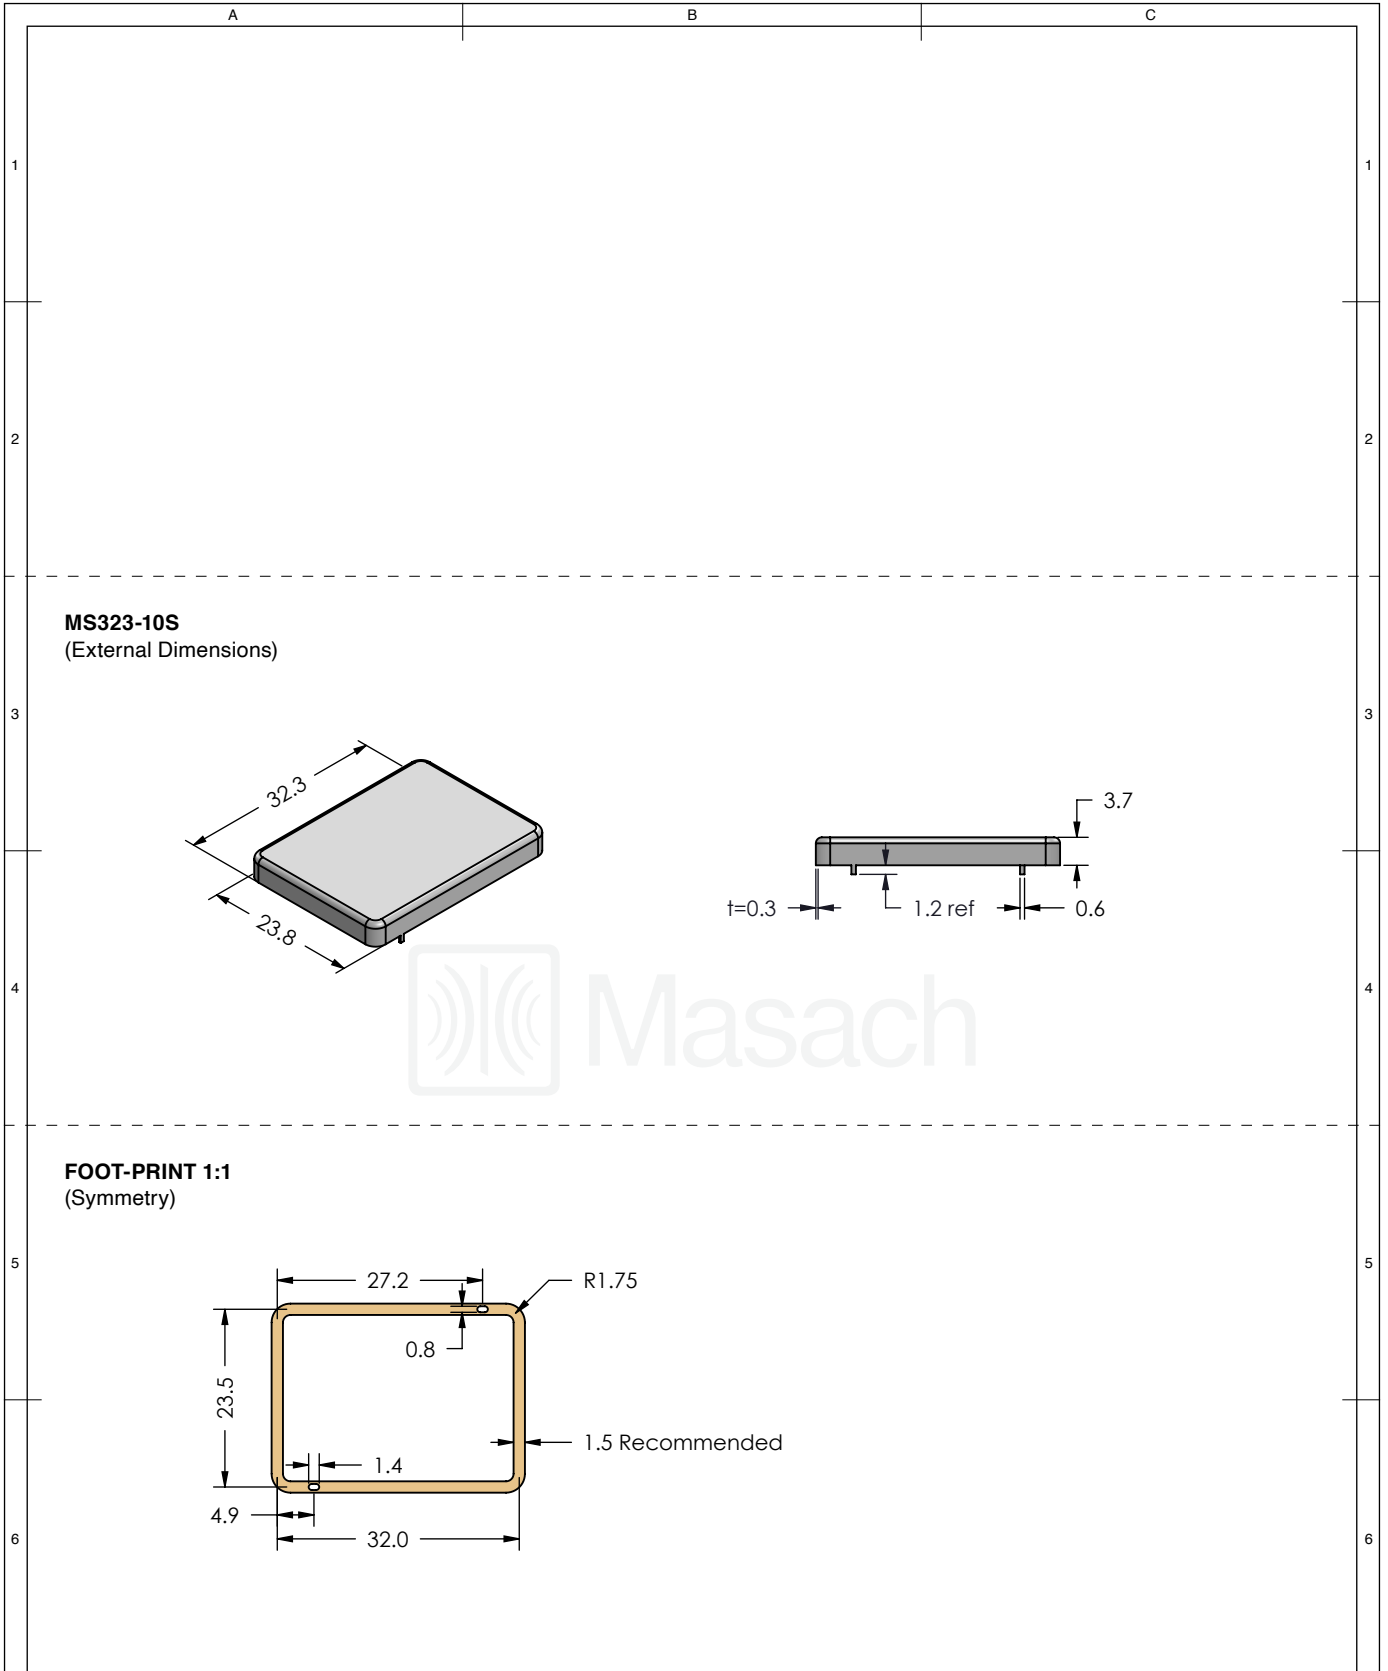 A B C
1 1
2 2
MS323-10S
(External Dimensions)
3 3
32.3
3.7
23.8
t=0.3 1.2 ref 0.6
Masach
4 4
FOOT-PRINT 1:1
(Symmetry)
5 5
27.2 R1.75
0.8
23.5
1.5 Recommended
1.4
4.9
32.0
6 6